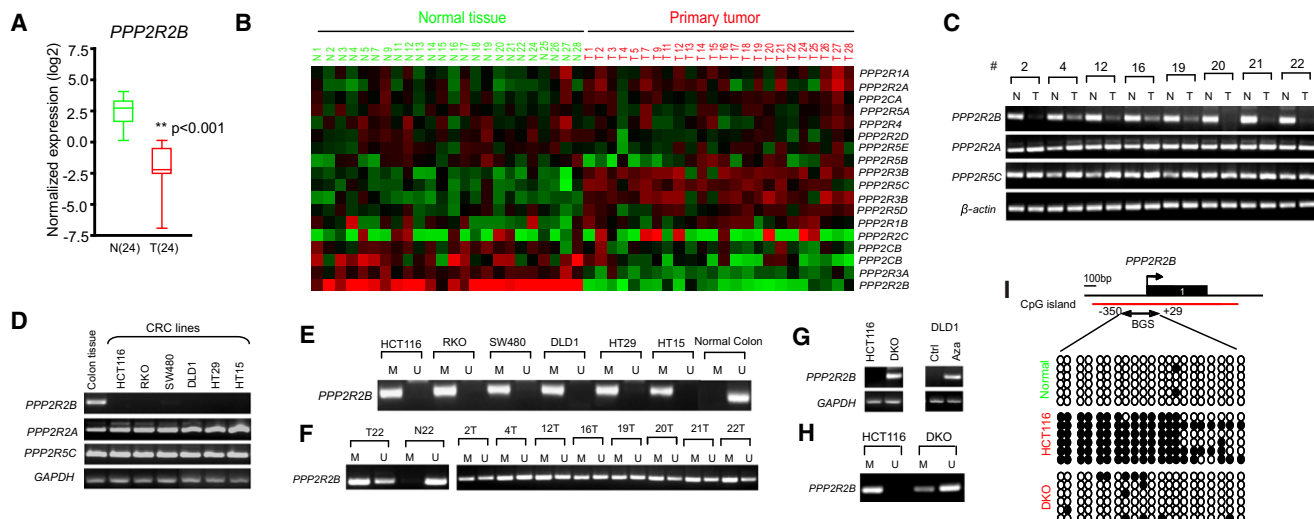 A
PPP2R2B
Normalized expression (log2)
7.5
5.0
2.5
0.0
-2.5
-5.0
-7.5
** p<0.001
N(24) T(24)
B
Normal tissue
Primary tumor
PPP2R1A
PPP2R2A
PPP2CA
PPP2R5A
PPP2R4
PPP2R2D
PPP2R5E
PPP2R5B
PPP2R3B
PPP2R5C
PPP2R3B
PPP2R5D
PPP2R1B
PPP2R2C
PPP2CB
PPP2CB
PPP2R3A
PPP2R2B
C
# 2 4 12 16 19 20 21 22
N T N T N T N T N T N T N T N T
PPP2R2B
PPP2R2A
PPP2R5C
β-actin
D
CRC lines
Colon tissue HCT116 RKO SW480 DLD1 HT29 HT15
PPP2R2B
PPP2R2A
PPP2R5C
GAPDH
E
HCT116 RKO SW480 DLD1 HT29 HT15 Normal Colon
M U M U M U M U M U M U M U
PPP2R2B
F
T22 N22 2T 4T 12T 16T 19T 20T 21T 22T
M U M U M U M U M U M U M U M U M U M U
PPP2R2B
G
HCT116 DKO
DLD1
Ctrl Aza
PPP2R2B
GAPDH
H
HCT116 DKO
M U M U
PPP2R2B
I
PPP2R2B
100bp
1
CpG island
-350 +29
BGS
Normal
HCT116
DKO